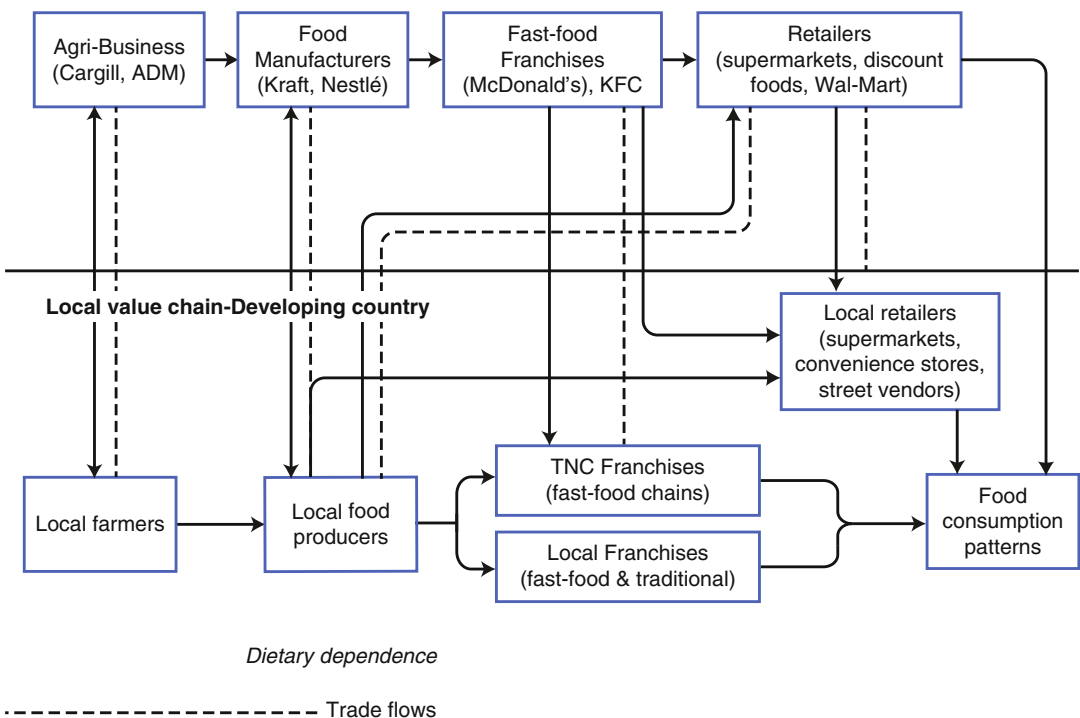 Agri-Business
(Cargill, ADM)
Food
Manufacturers
(Kraft, Nestlé)
Fast-food
Franchises
(McDonald's), KFC
Retailers
(supermarkets, discount
foods, Wal-Mart)
Local value chain-Developing country
Local retailers
(supermarkets,
convenience stores,
street vendors)
Local farmers
Local food
producers
TNC Franchises
(fast-food chains)
Local Franchises
(fast-food & traditional)
Food
consumption
patterns
Dietary dependence
Trade flows